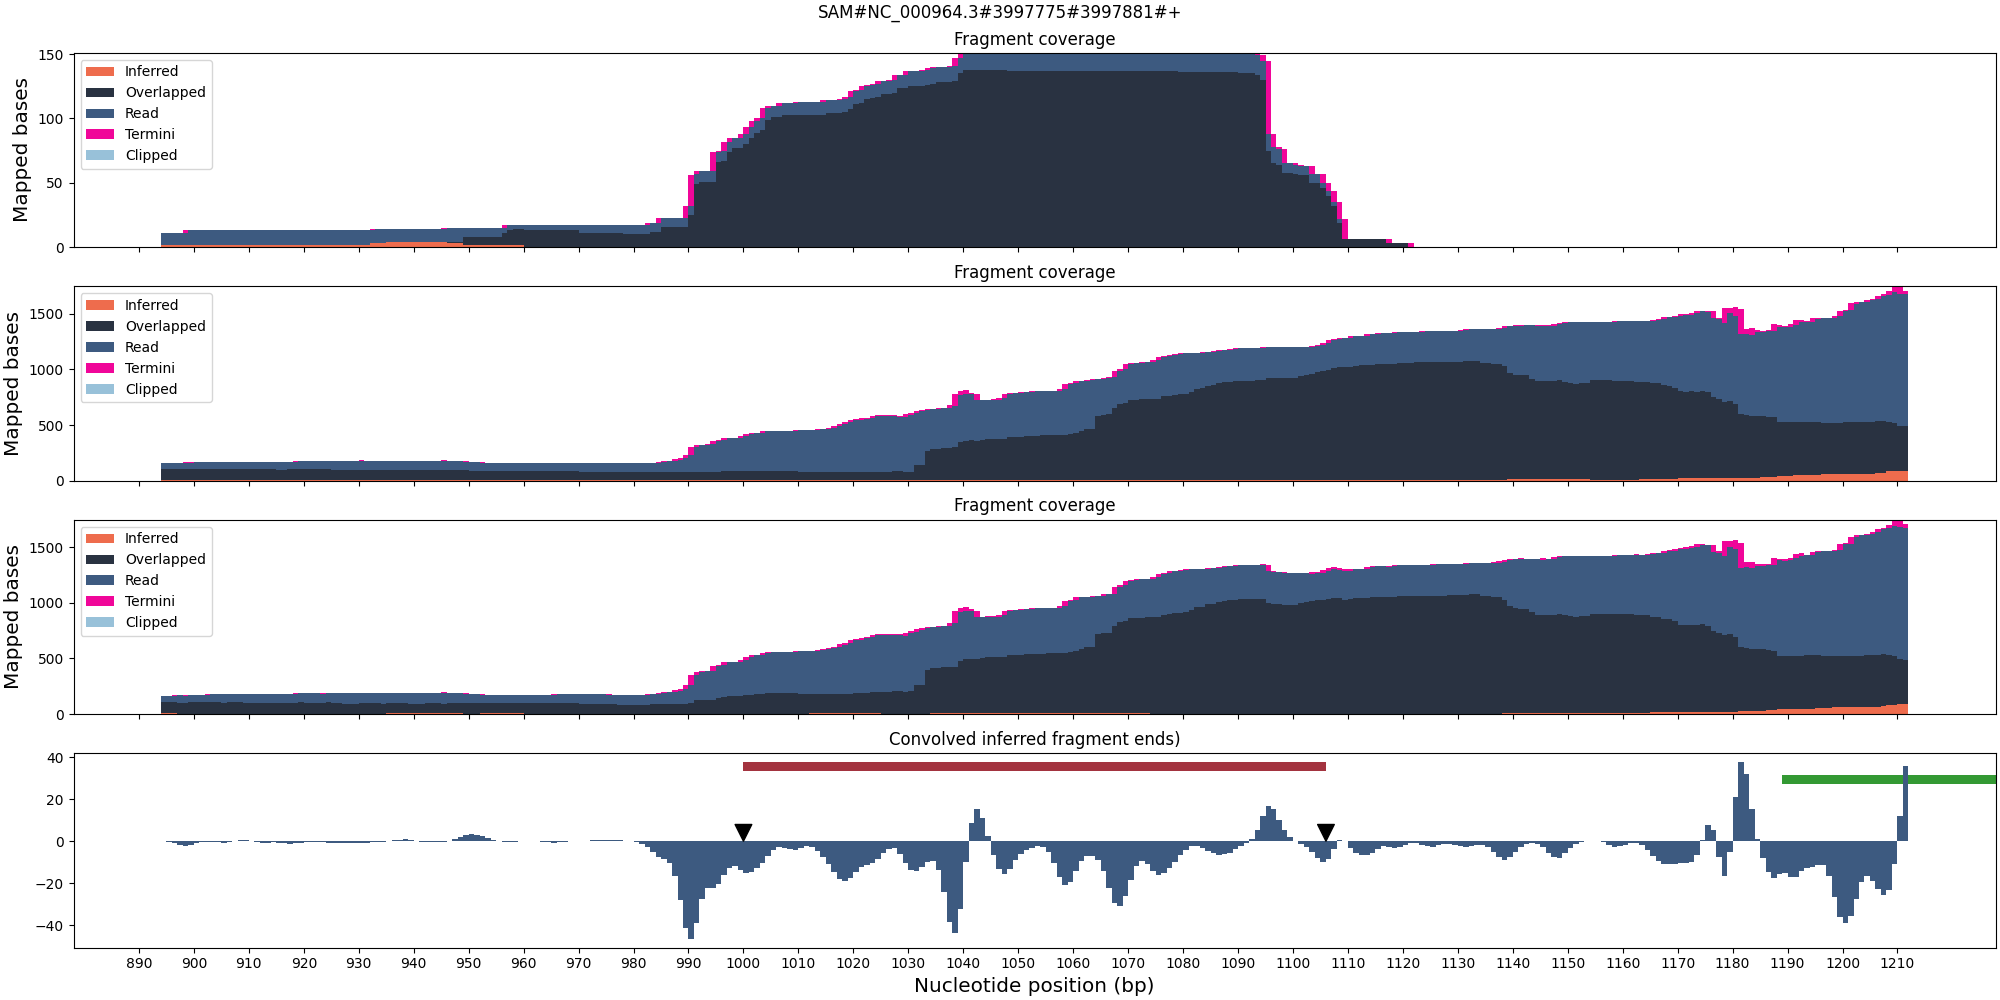 SAM#NC_000964.3#3997775#3997881#+
Fragment coverage
Mapped bases
150
100
50
0
Inferred
Overlapped
Read
Termini
Clipped
Fragment coverage
Mapped bases
1500
1000
500
0
Inferred
Overlapped
Read
Termini
Clipped
Fragment coverage
Mapped bases
1500
1000
500
0
Inferred
Overlapped
Read
Termini
Clipped
Convolved inferred fragment ends)
40
20
0
−20
−40
890 900 910 920 930 940 950 960 970 980 990 1000 1010 1020 1030 1040 1050 1060 1070 1080 1090 1100 1110 1120 1130 1140 1150 1160 1170 1180 1190 1200 1210
Nucleotide position (bp)